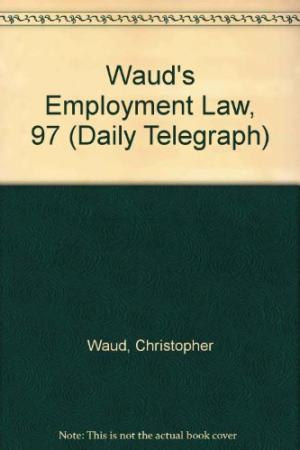 Waud's
Employment Law,
97 (Daily Telegraph)
Waud, Christopher
Note: This is not the actual book cover